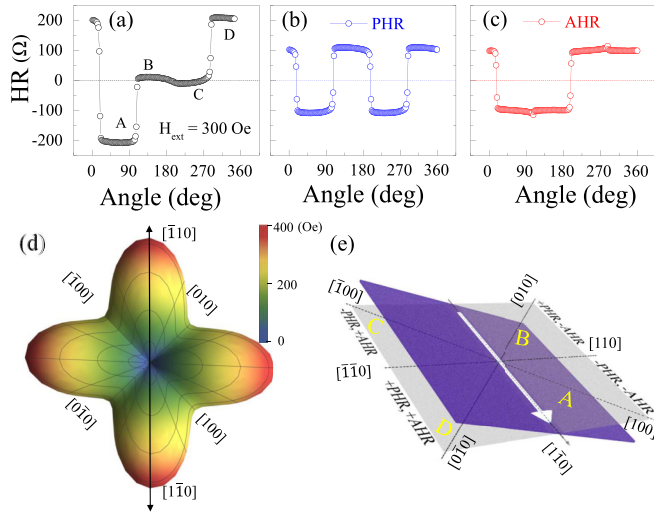 (a)
(b)
(c)
HR (Ω)
200
100
0
-100
-200
A
B
C
D
H_ext = 300 Oe
PHR
AHR
0 90 180 270 360
0 90 180 270 360
0 90 180 270 360
Angle (deg)
Angle (deg)
Angle (deg)
(d)
400 (Oe)
200
0
[1̄10]
[1̄00]
[010]
[01̄0]
[100]
[11̄0]
(e)
[1̄00]
[010]
[110]
[1̄1̄0]
[100]
[01̄0]
[11̄0]
-PHR,+AHR
+PHR,-AHR
+PHR,+AHR
-PHR,-AHR
C
B
A
D